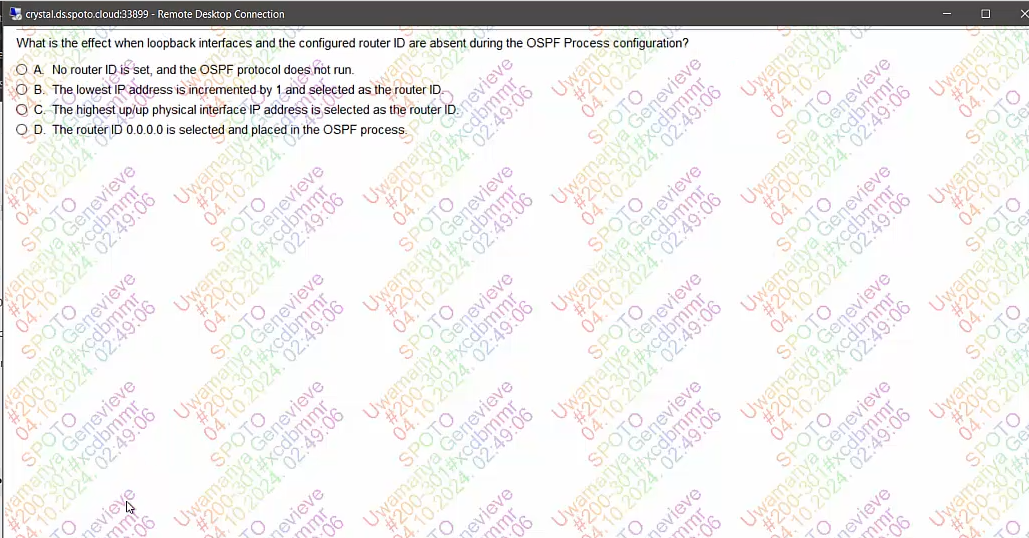 crystal.ds.spoto.cloud:33899 - Remote Desktop Connection
What is the effect when loopback interfaces and the configured router ID are absent during the OSPF Process configuration?
A. No router ID is set, and the OSPF protocol does not run.
B. The lowest IP address is incremented by 1 and selected as the router ID.
C. The highest up/up physical interface IP address is selected as the router ID.
D. The router ID 0.0.0.0 is selected and placed in the OSPF process.
SPOTO
Uwamanya Genevieve
#200-301#xcdbmmr
04.10.2024. 02:49:06